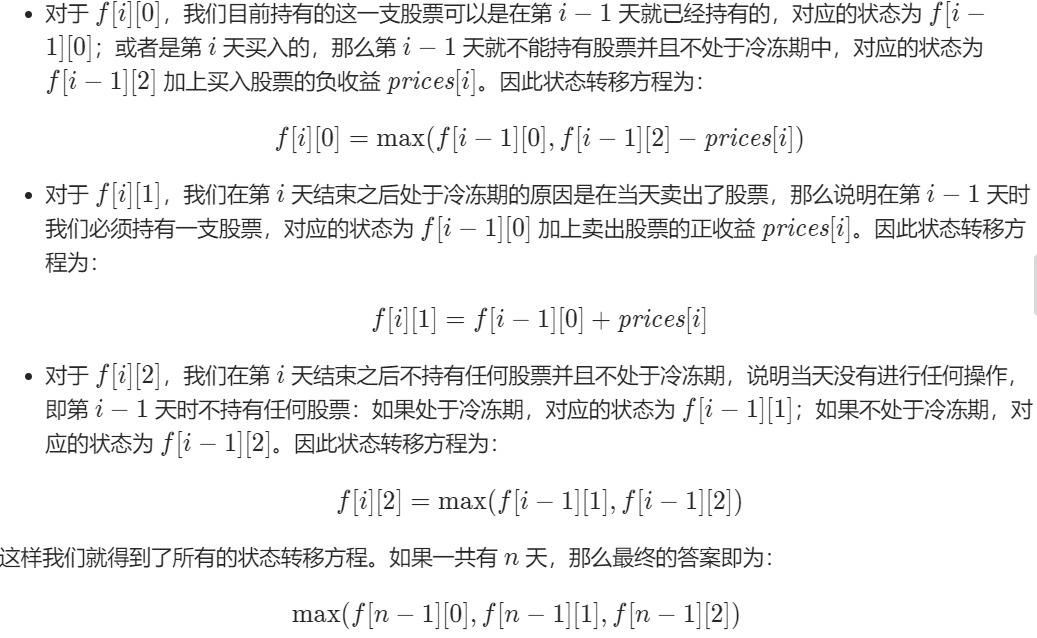 • 对于 f[i][0]，我们目前持有的这一支股票可以是在第 i − 1 天就已经持有的，对应的状态为 f[i −
1][0]；或者是第 i 天买入的，那么第 i − 1 天就不能持有股票并且不处于冷冻期中，对应的状态为
f[i − 1][2] 加上买入股票的负收益 prices[i]。因此状态转移方程为：
f[i][0] = max(f[i − 1][0], f[i − 1][2] − prices[i])
• 对于 f[i][1]，我们在第 i 天结束之后处于冷冻期的原因是在当天卖出了股票，那么说明在第 i − 1 天时
我们必须持有一支股票，对应的状态为 f[i − 1][0] 加上卖出股票的正收益 prices[i]。因此状态转移方
程为：
f[i][1] = f[i − 1][0] + prices[i]
• 对于 f[i][2]，我们在第 i 天结束之后不持有任何股票并且不处于冷冻期，说明当天没有进行任何操作，
即第 i − 1 天时不持有任何股票：如果处于冷冻期，对应的状态为 f[i − 1][1]；如果不处于冷冻期，对
应的状态为 f[i − 1][2]。因此状态转移方程为：
f[i][2] = max(f[i − 1][1], f[i − 1][2])
这样我们就得到了所有的状态转移方程。如果一共有 n 天，那么最终的答案即为：
max(f[n − 1][0], f[n − 1][1], f[n − 1][2])